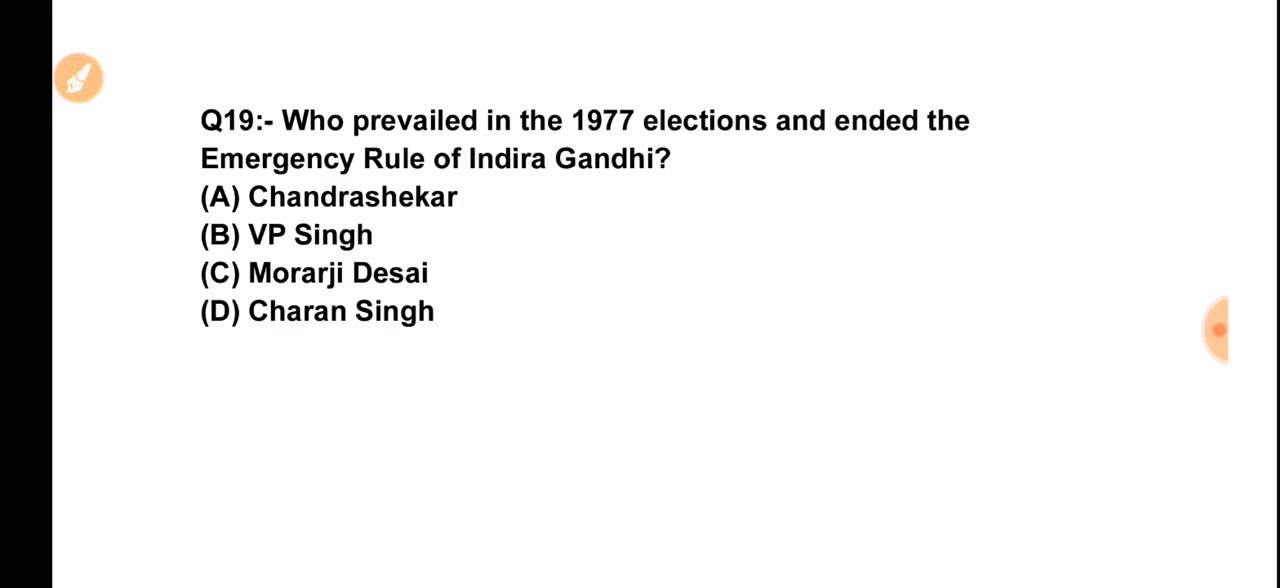 Q19:- Who prevailed in the 1977 elections and ended the
Emergency Rule of Indira Gandhi?
(A) Chandrashekar
(B) VP Singh
(C) Morarji Desai
(D) Charan Singh